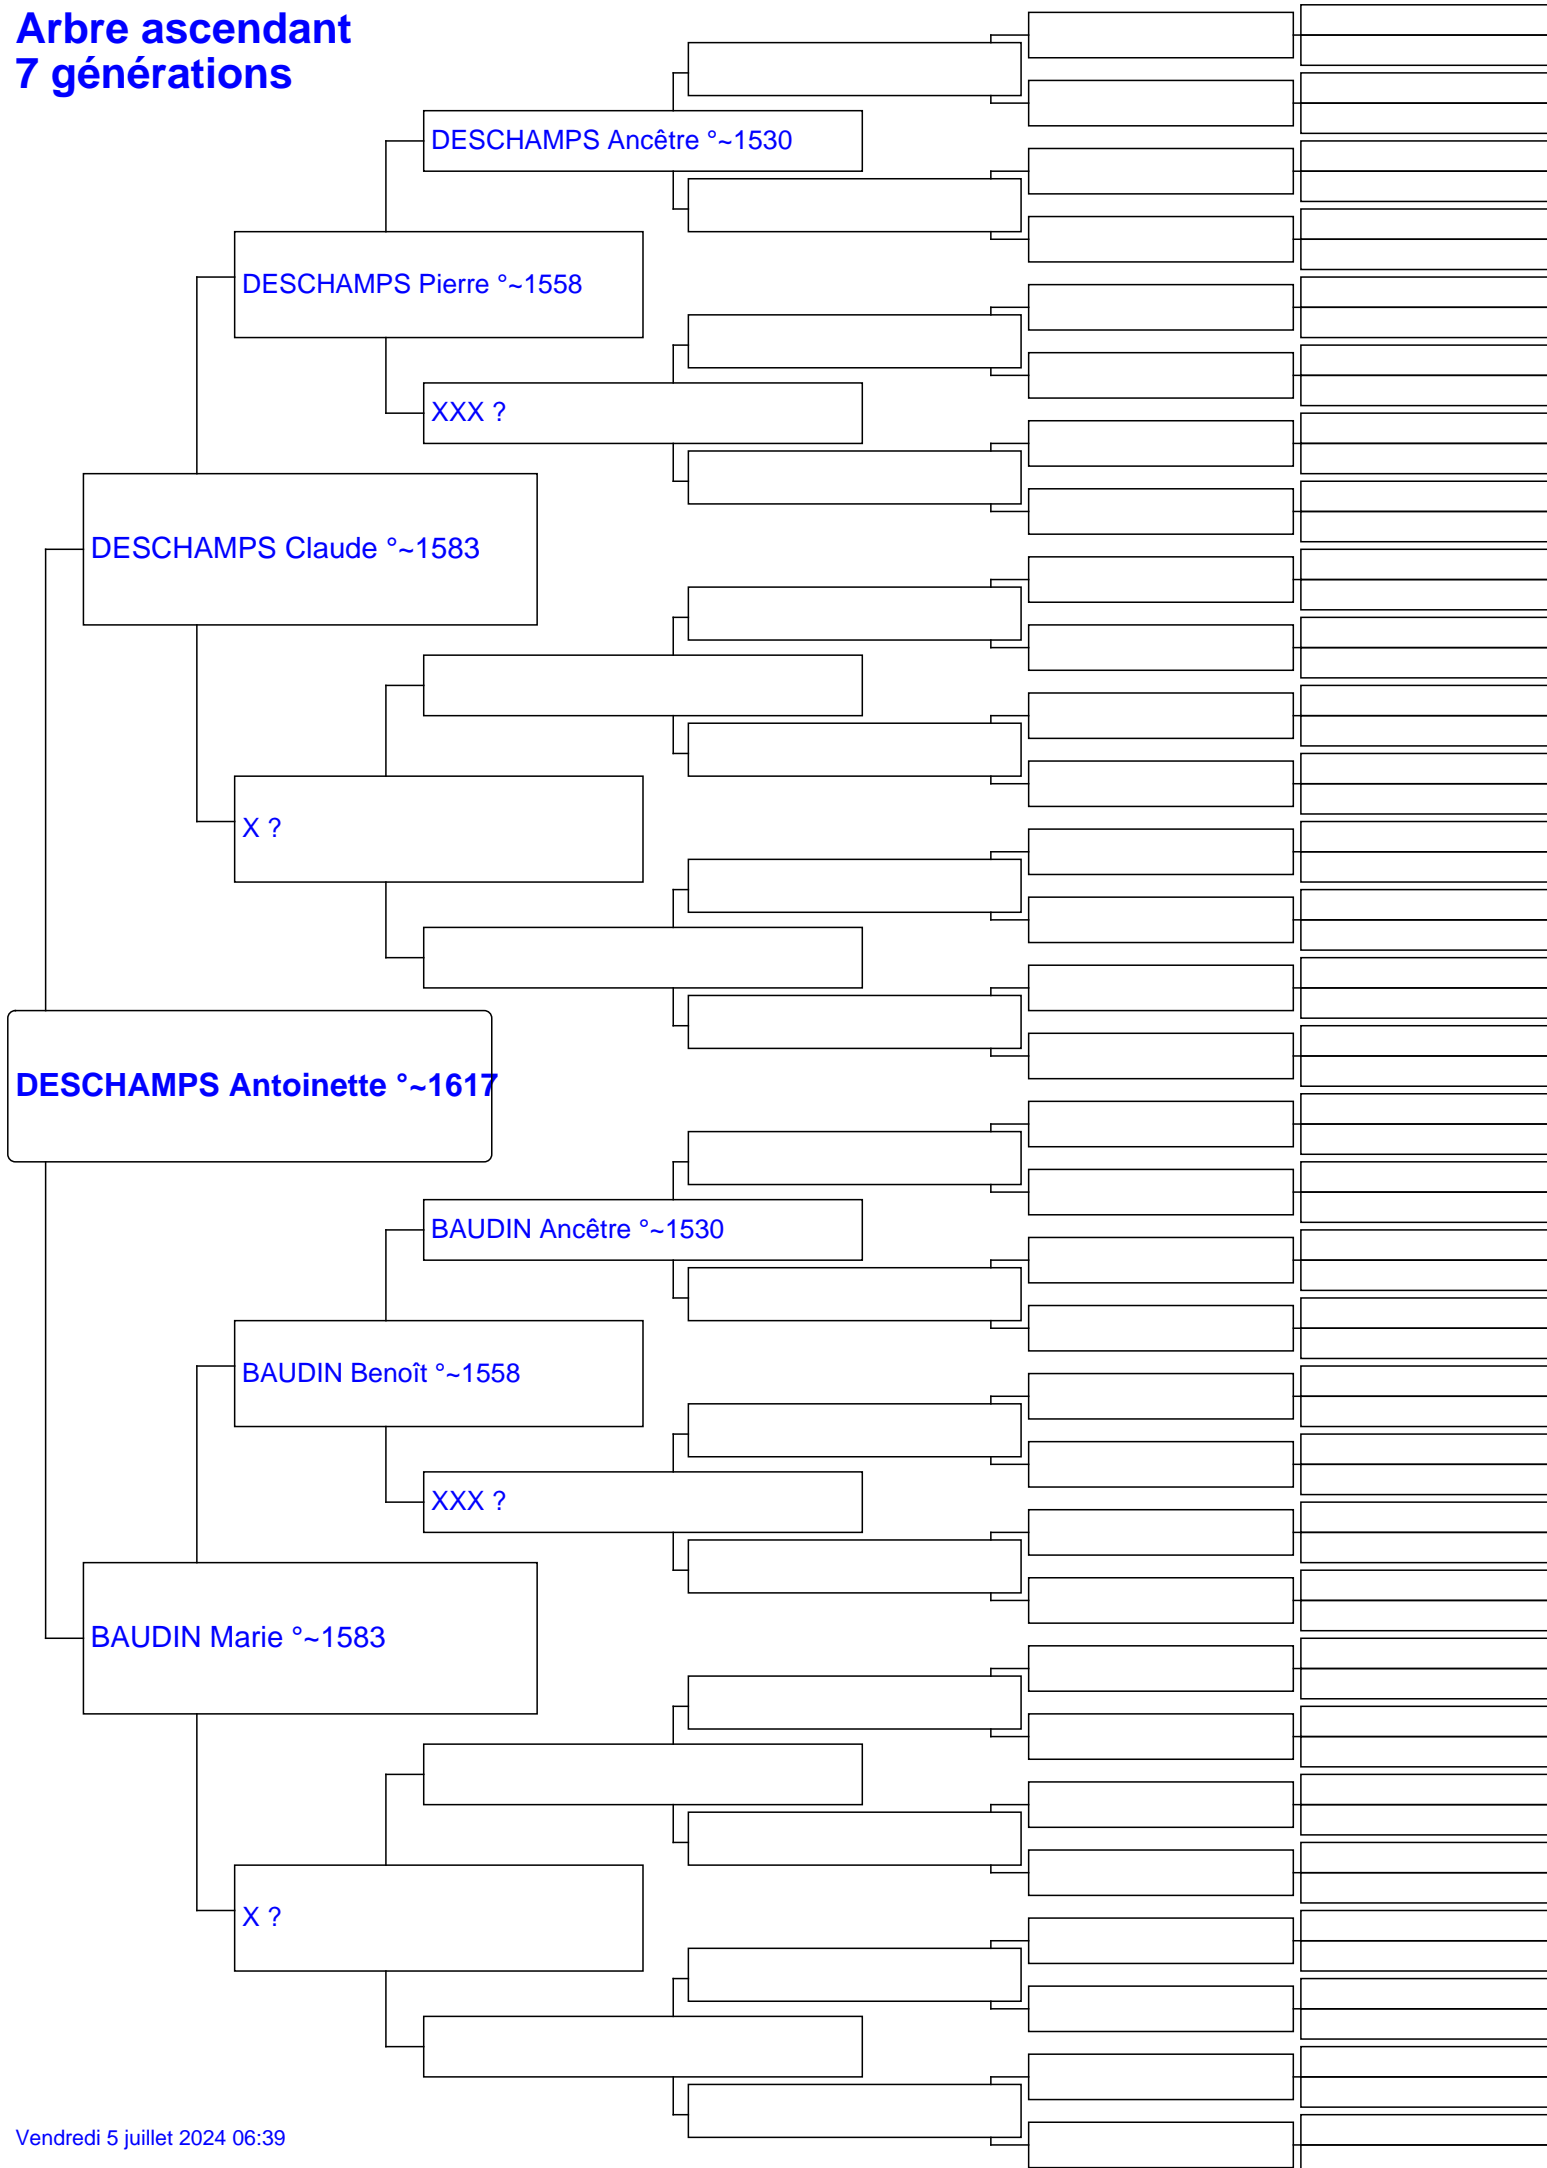 Arbre ascendant
7 générations
DESCHAMPS Ancêtre °~1530
DESCHAMPS Pierre °~1558
XXX ?
DESCHAMPS Claude °~1583
X ?
DESCHAMPS Antoinette °~1617
BAUDIN Ancêtre °~1530
BAUDIN Benoît °~1558
XXX ?
BAUDIN Marie °~1583
X ?
Vendredi 5 juillet 2024 06:39